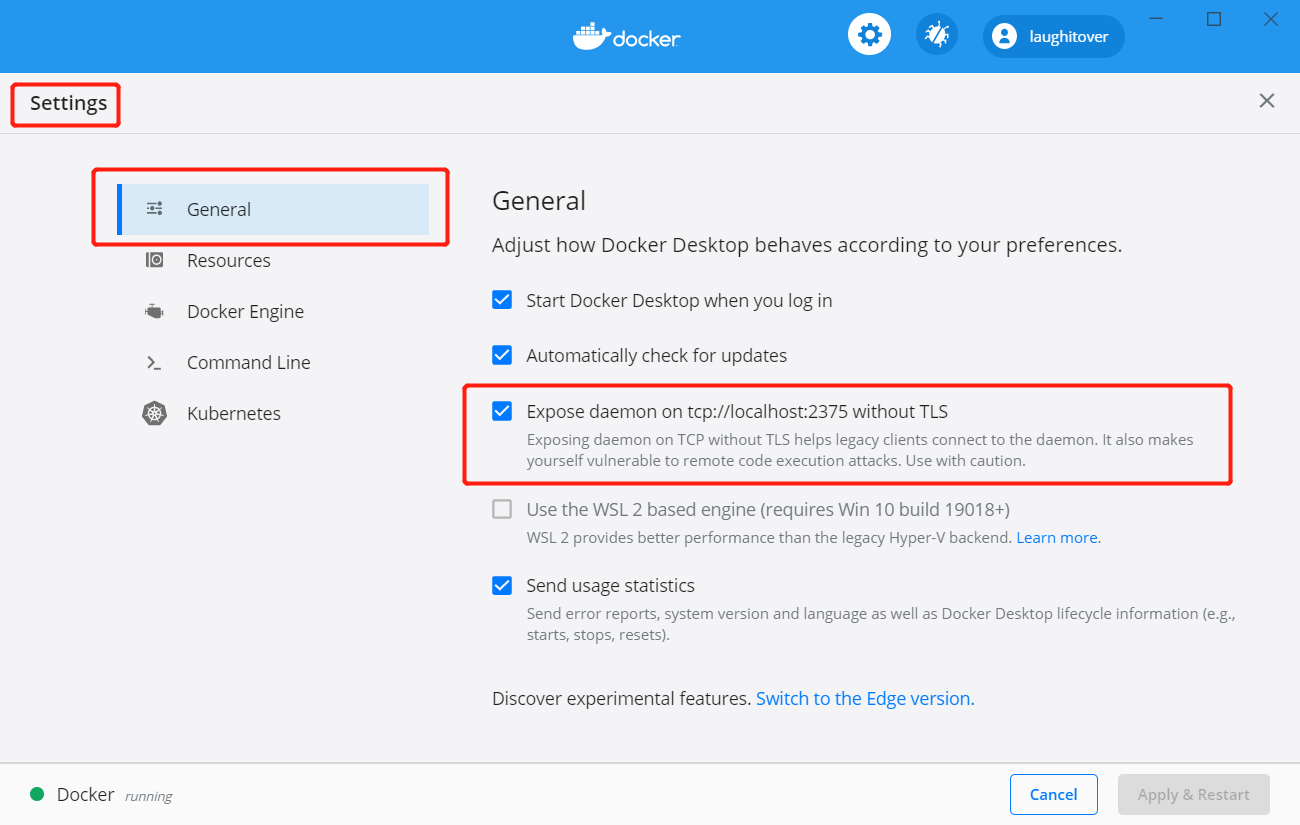 docker
laughitover
Settings
General
Resources
Docker Engine
Command Line
Kubernetes
General
Adjust how Docker Desktop behaves according to your preferences.
Start Docker Desktop when you log in
Automatically check for updates
Expose daemon on tcp://localhost:2375 without TLS
Exposing daemon on TCP without TLS helps legacy clients connect to the daemon. It also makes
yourself vulnerable to remote code execution attacks. Use with caution.
Use the WSL 2 based engine (requires Win 10 build 19018+)
WSL 2 provides better performance than the legacy Hyper-V backend. Learn more.
Send usage statistics
Send error reports, system version and language as well as Docker Desktop lifecycle information (e.g.,
starts, stops, resets).
Discover experimental features. Switch to the Edge version.
Docker running
Cancel
Apply & Restart